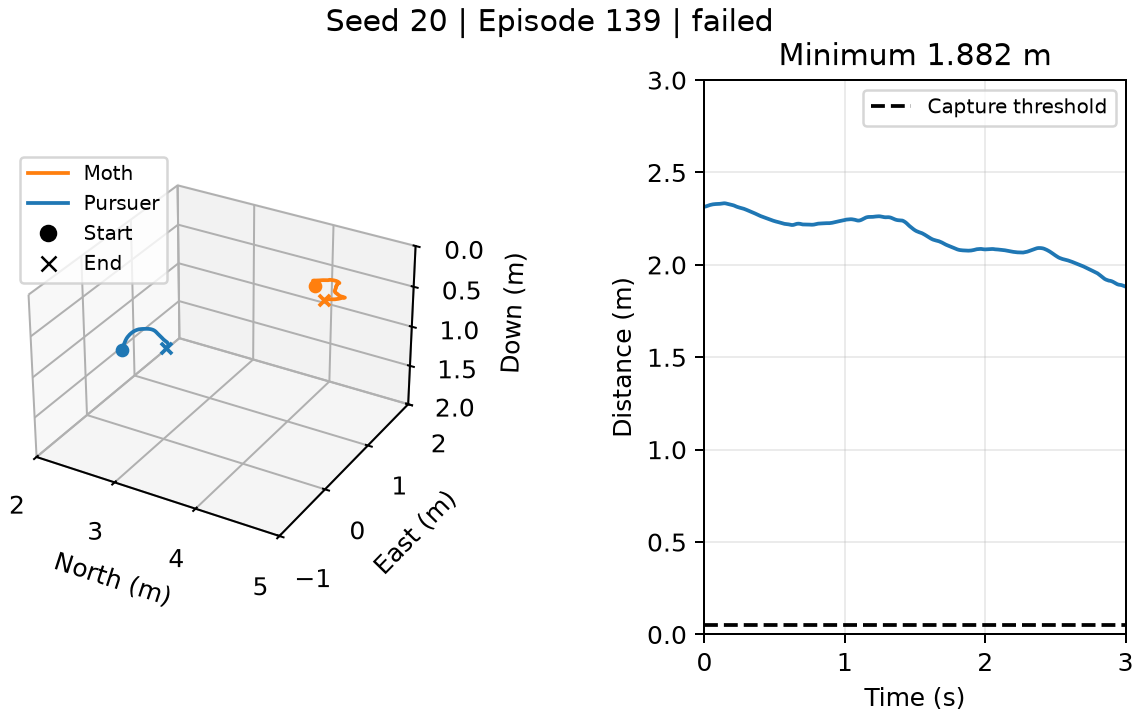 Seed 20 | Episode 139 | failed
Minimum 1.882 m
Moth
Pursuer
Start
End
0.0
0.5
1.0
1.5
2.0
Down (m)
2
1
0
−1
East (m)
2
3
4
5
North (m)
Capture threshold
3.0
2.5
2.0
1.5
1.0
0.5
0.0
Distance (m)
0
1
2
3
Time (s)